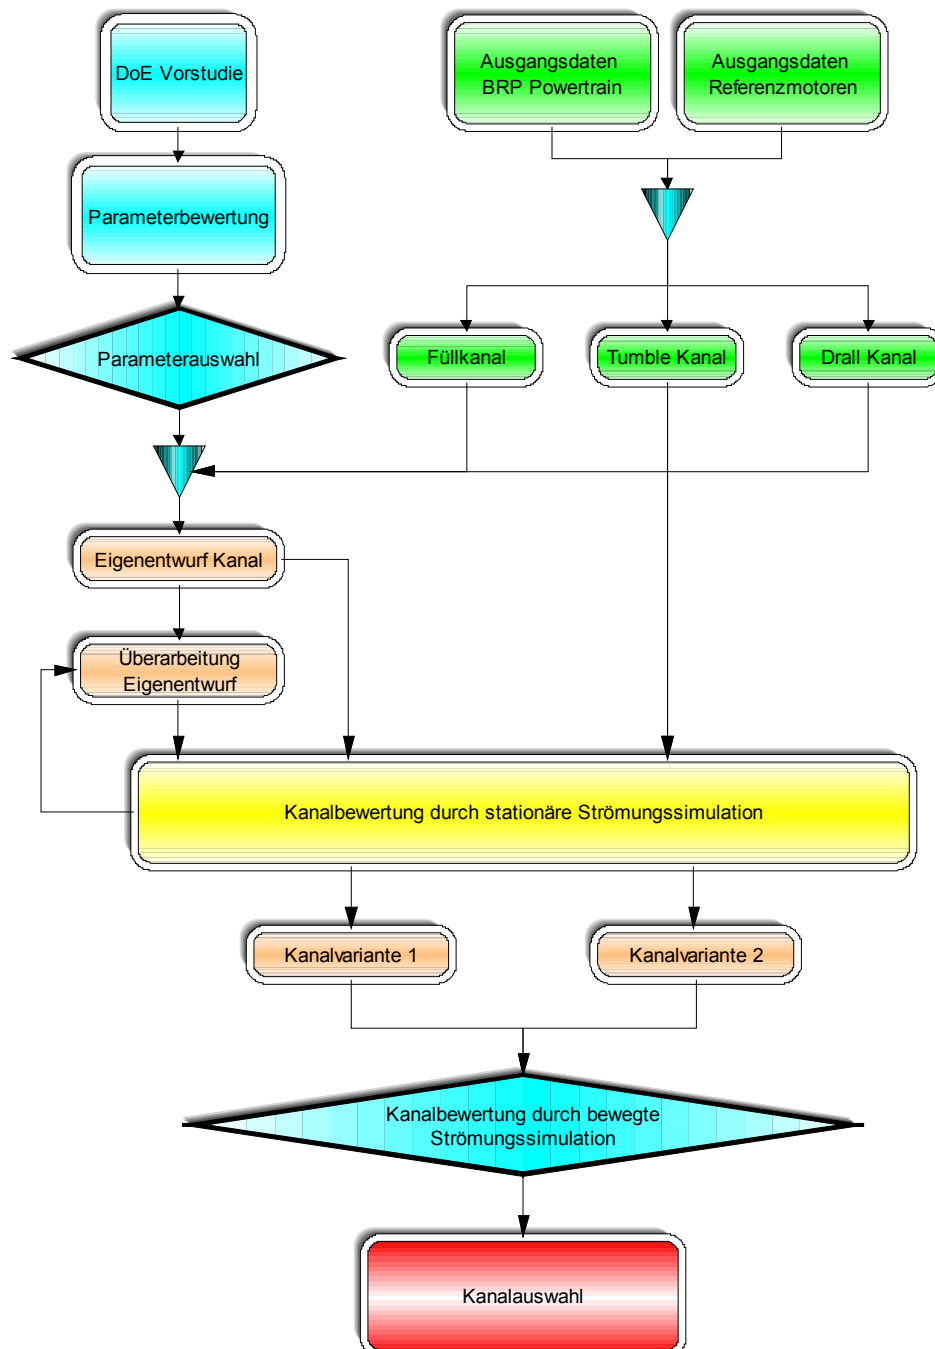 DoE Vorstudie
Ausgangsdaten
BRP Powertrain
Ausgangsdaten
Referenzmotoren
Parameterbewertung
Parameterauswahl
Füllkanal
Tumble Kanal
Drall Kanal
Eigenentwurf Kanal
Überarbeitung
Eigenentwurf
Kanalbewertung durch stationäre Strömungssimulation
Kanalvariante 1
Kanalvariante 2
Kanalbewertung durch bewegte
Strömungssimulation
Kanalauswahl